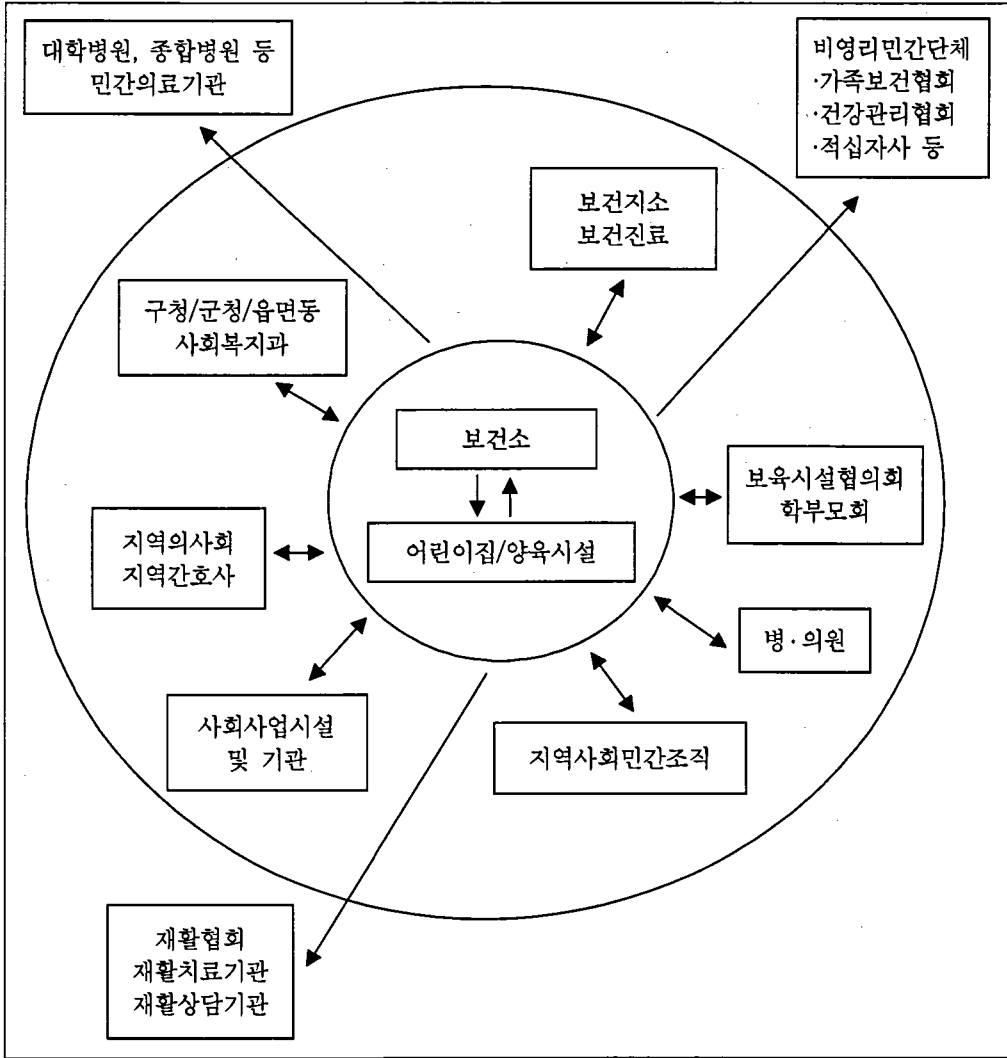 대학병원, 종합병원 등
민간의료기관
비영리민간단체
·가족보건협회
·건강관리협회
·적십자사 등
보건지소
보건진료
구청/군청/읍면동
사회복지과
보건소
어린이집/양육시설
보육시설협의회
학부모회
지역의사회
지역간호사
병·의원
사회사업시설
및 기관
지역사회민간조직
재활협회
재활치료기관
재활상담기관